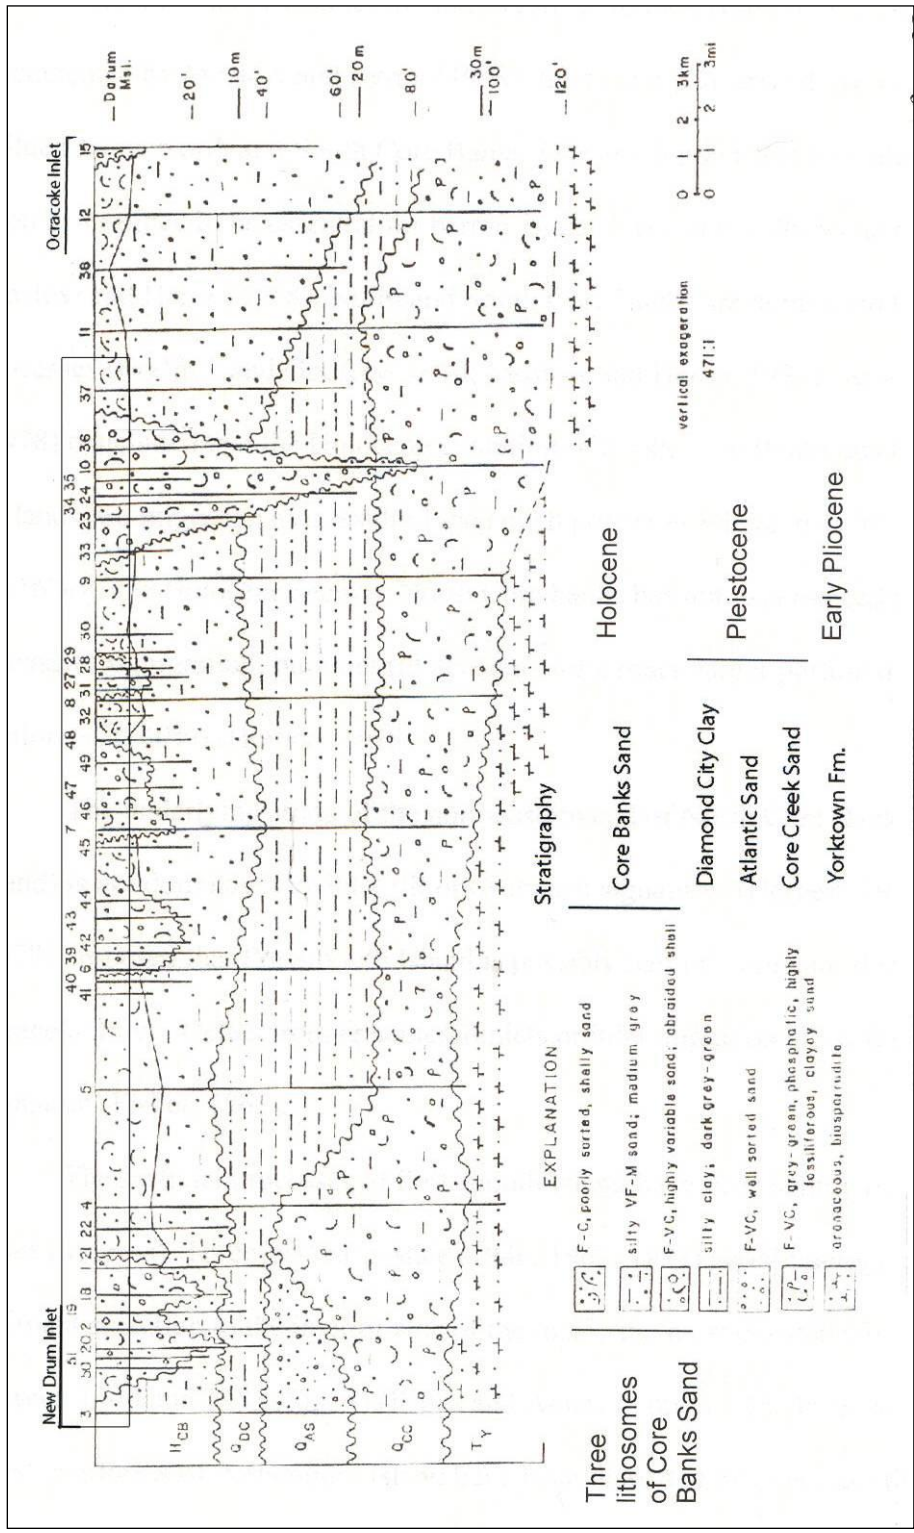 New Drum Inlet
Ocracoke Inlet
3 50 51 20 2 19 18 21 22 4 5 41 40 6 39 42 43 44 45 7 46 47 49 48 32 8 31 27 28 29 30 9 33 23 34 24 35 10 36 37 11 38 12 15
Datum
M.s.l.
20'
10m
40'
60'
20m
80'
30m
100'
120'
H CB
Q DC
Q AS
Q CC
T Y
EXPLANATION
Stratigraphy
F-C, poorly sorted, shelly sand
silty VF-M sand; medium gray
F-VC, highly variable sand; abraided shell
silty clay; dark grey-green
F-VC, well sorted sand
F-VC, grey-green, phosphatic, highly
fossiliferous, clayey sand
arenaceous, biosparrudite
Three
lithosomes
of Core
Banks Sand
Core Banks Sand
Diamond City Clay
Atlantic Sand
Core Creek Sand
Yorktown Fm.
Holocene
Pleistocene
Early Pliocene
vertical exageration
471:1
0 1 2 3km
0 1 2 3mi